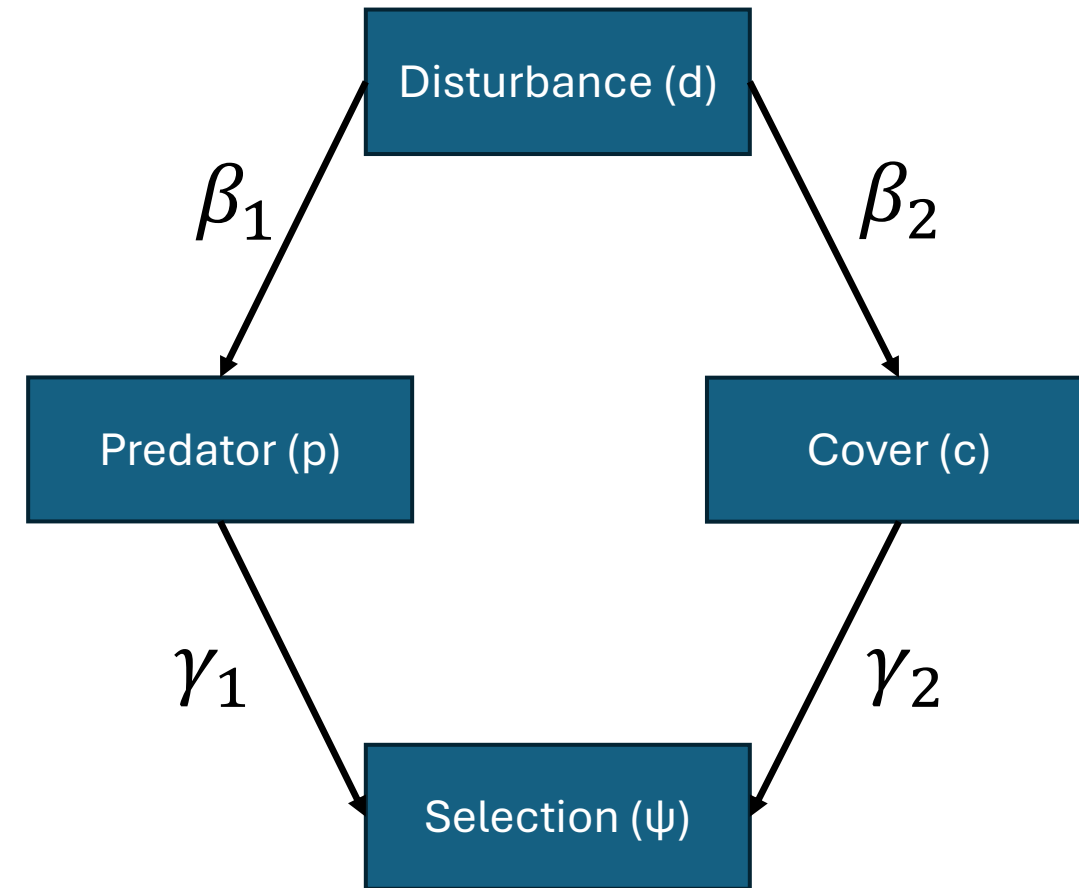 Disturbance (d)
β₁
β₂
Predator (p)
Cover (c)
γ₁
γ₂
Selection (ψ)